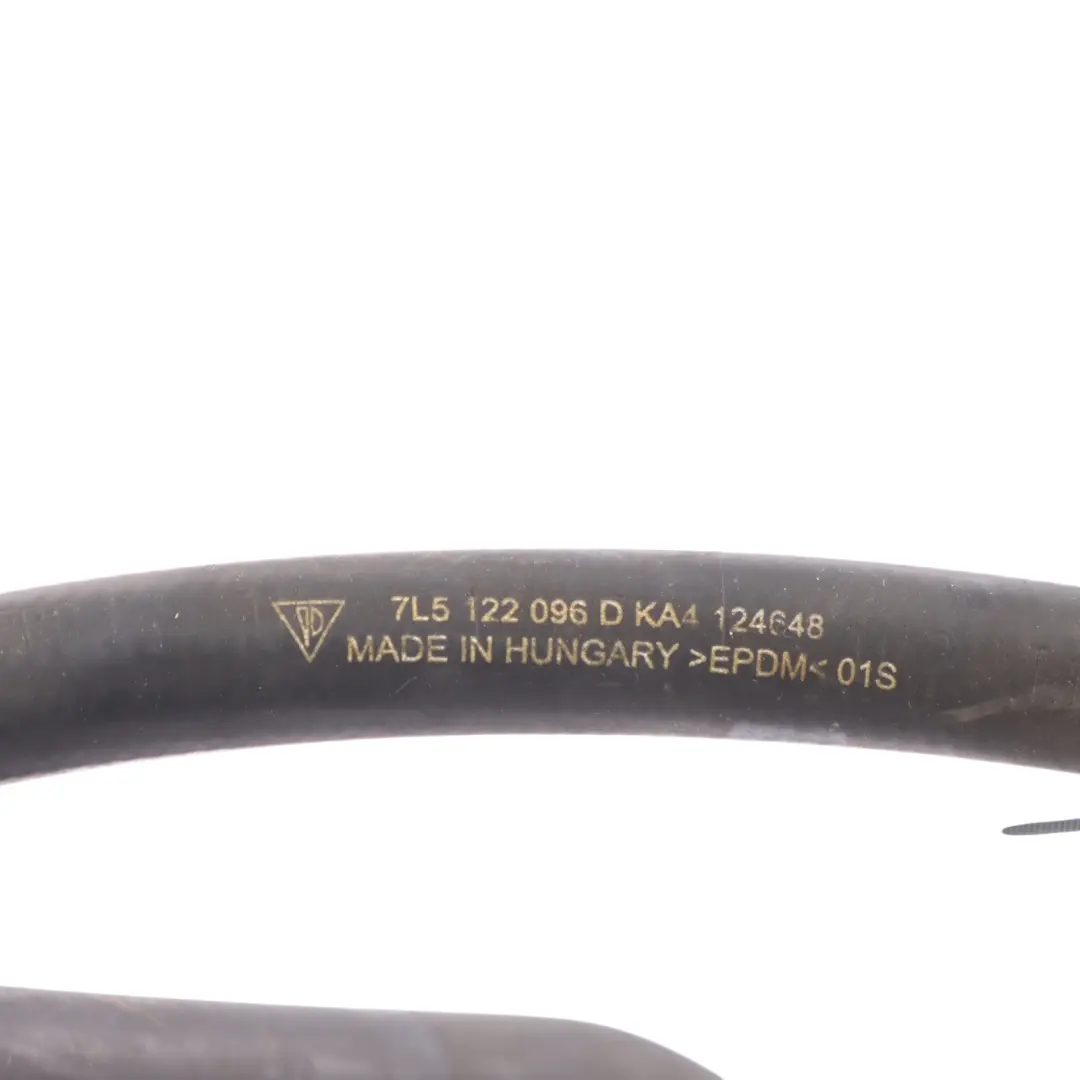 7L5 122 096 D KA4 124648
MADE IN HUNGARY >EPDM< 01S